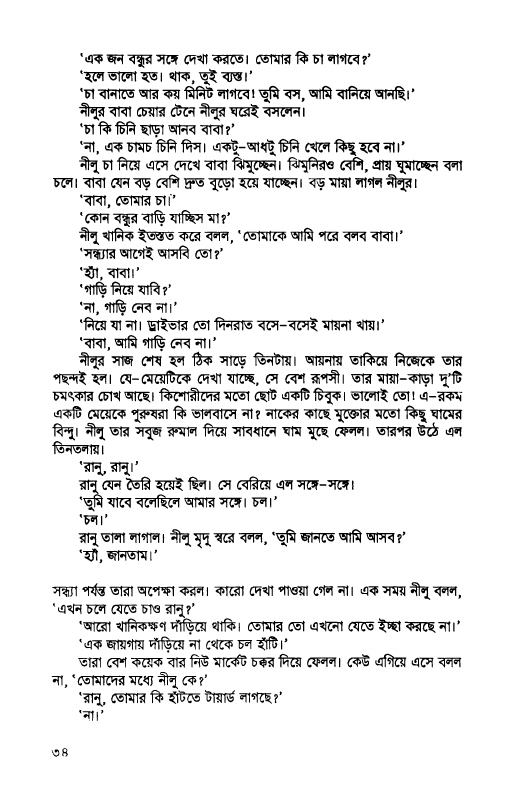 ‘এক জন বন্ধুর সঙ্গে দেখা করতে। তোমার কি চা লাগবে?’
‘হলে ভালো হত। থাক, তুই ব্যস্ত।’
‘চা বানাতে আর কয় মিনিট লাগবে! তুমি বস, আমি বানিয়ে আনছি।’
নীলুর বাবা চেয়ার টেনে নীলুর ঘরেই বসলেন।
‘চা কি চিনি ছাড়া আনব বাবা?’
‘না, এক চামচ চিনি দিস। একটু-আধটু চিনি খেলে কিছু হবে না।’
নীলু চা নিয়ে এসে দেখে বাবা ঝিমুচ্ছেন। ঝিমুনিরও বেশি, প্রায় ঘুমাচ্ছেন বলা
চলে। বাবা যেন বড় বেশি দ্রুত বুড়ো হয়ে যাচ্ছেন। বড় মায়া লাগল নীলুর।
‘বাবা, তোমার চা।’
‘কোন বন্ধুর বাড়ি যাচ্ছিস মা?’
নীলু খানিক ইতস্তত করে বলল, ‘তোমাকে আমি পরে বলব বাবা।’
‘সন্ধ্যার আগেই আসবি তো?’
‘হ্যাঁ, বাবা।’
‘গাড়ি নিয়ে যাবি?’
‘না, গাড়ি নেব না।’
‘নিয়ে যা না। ড্রাইভার তো দিনরাত বসে-বসেই মায়না খায়।’
‘বাবা, আমি গাড়ি নেব না।’
নীলুর সাজ শেষ হল ঠিক সাড়ে তিনটায়। আয়নায় তাকিয়ে নিজেকে তার
পছন্দই হল। যে-মেয়েটিকে দেখা যাচ্ছে, সে বেশ রূপসী। তার মায়া-কাড়া দু’টি
চমৎকার চোখ আছে। কিশোরীদের মতো ছোট একটি চিবুক। ভালোই তো! এ-রকম
একটি মেয়েকে পুরুষরা কি ভালবাসে না? নাকের কাছে মুক্তোর মতো কিছু ঘামের
বিন্দু। নীলু তার সবুজ রুমাল দিয়ে সাবধানে ঘাম মুছে ফেলল। তারপর উঠে এল
তিনতলায়।
‘রানু, রানু।’
রানু যেন তৈরি হয়েই ছিল। সে বেরিয়ে এল সঙ্গে-সঙ্গে।
‘তুমি যাবে বলেছিলে আমার সঙ্গে। চল।’
‘চল।’
রানু তালা লাগাল। নীলু মৃদু স্বরে বলল, ‘তুমি জানতে আমি আসব?’
‘হ্যাঁ, জানতাম।’
সন্ধ্যা পর্যন্ত তারা অপেক্ষা করল। কারো দেখা পাওয়া গেল না। এক সময় নীলু বলল,
‘এখন চলে যেতে চাও রানু?’
‘আরো খানিকক্ষণ দাঁড়িয়ে থাকি। তোমার তো এখনো যেতে ইচ্ছা করছে না।’
‘এক জায়গায় দাঁড়িয়ে না থেকে চল হাঁটি।’
তারা বেশ কয়েক বার নিউ মার্কেট চক্কর দিয়ে ফেলল। কেউ এগিয়ে এসে বলল
না, ‘তোমাদের মধ্যে নীলু কে?’
‘রানু, তোমার কি হাঁটতে টায়ার্ড লাগছে?’
‘না।’
৩৪